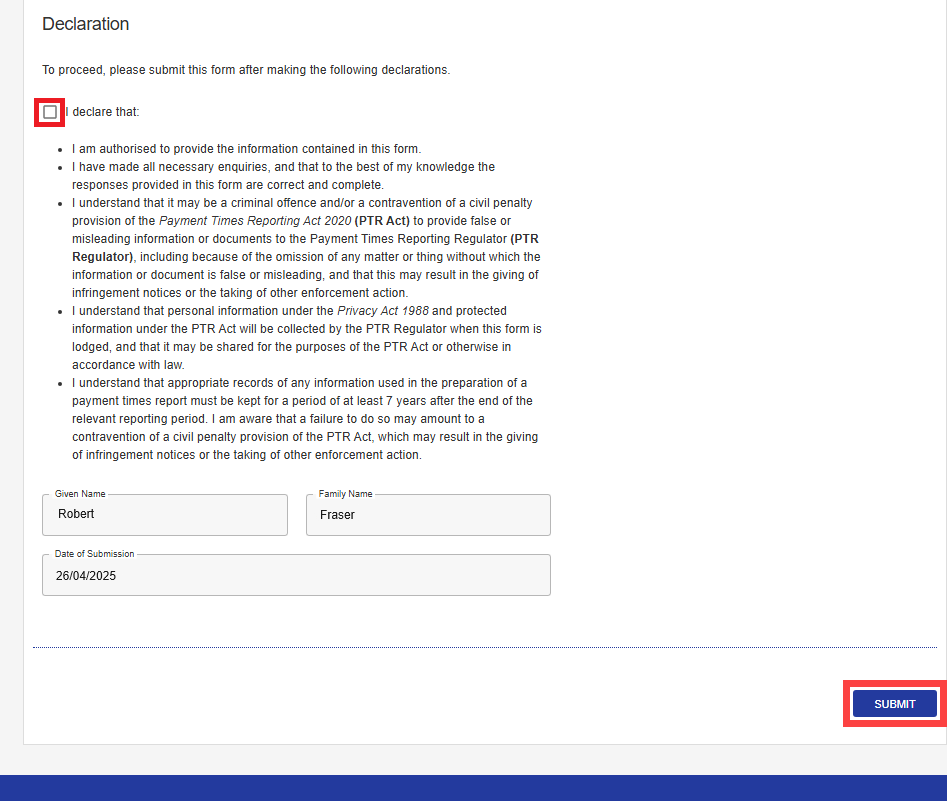 Declaration
To proceed, please submit this form after making the following declarations.
I declare that:
• I am authorised to provide the information contained in this form.
• I have made all necessary enquiries, and that to the best of my knowledge the
responses provided in this form are correct and complete.
• I understand that it may be a criminal offence and/or a contravention of a civil penalty
provision of the Payment Times Reporting Act 2020 (PTR Act) to provide false or
misleading information or documents to the Payment Times Reporting Regulator (PTR
Regulator), including because of the omission of any matter or thing without which the
information or document is false or misleading, and that this may result in the giving of
infringement notices or the taking of other enforcement action.
• I understand that personal information under the Privacy Act 1988 and protected
information under the PTR Act will be collected by the PTR Regulator when this form is
lodged, and that it may be shared for the purposes of the PTR Act or otherwise in
accordance with law.
• I understand that appropriate records of any information used in the preparation of a
payment times report must be kept for a period of at least 7 years after the end of the
relevant reporting period. I am aware that a failure to do so may amount to a
contravention of a civil penalty provision of the PTR Act, which may result in the giving
of infringement notices or the taking of other enforcement action.
Given Name
Robert
Family Name
Fraser
Date of Submission
26/04/2025
SUBMIT